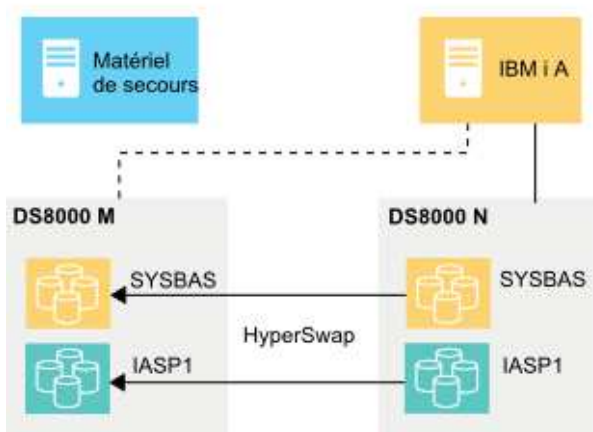 Matériel
de secours
IBM i A
DS8000 M
DS8000 N
SYSBAS
SYSBAS
HyperSwap
IASP1
IASP1